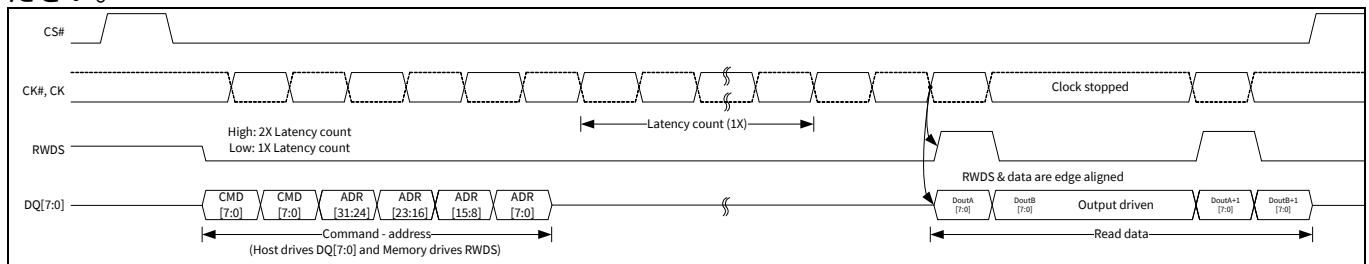 CS#
CK#, CK
Clock stopped
Latency count (1X)
High: 2X Latency count
Low: 1X Latency count
RWDS
RWDS & data are edge aligned
DQ[7:0]
CMD [7:0]
CMD [7:0]
ADR [31:24]
ADR [23:16]
ADR [15:8]
ADR [7:0]
DoutA [7:0]
DoutB [7:0]
Output driven
DoutA+1 [7:0]
DoutB+1 [7:0]
Command - address
(Host drives DQ[7:0] and Memory drives RWDS)
Read data